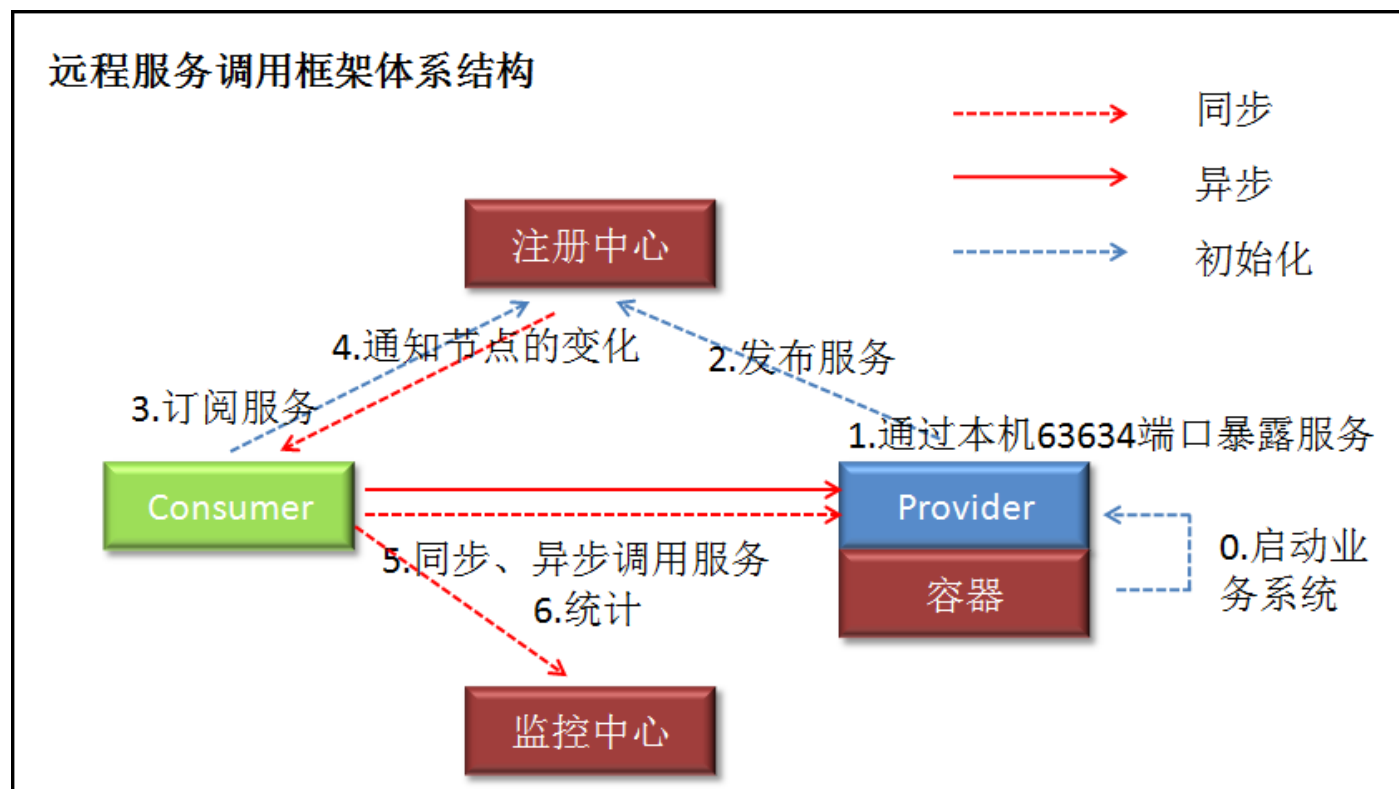 远程服务调用框架体系结构
同步
异步
初始化
注册中心
4.通知节点的变化
2.发布服务
3.订阅服务
1.通过本机63634端口暴露服务
Consumer
Provider
5.同步、异步调用服务
6.统计
容器
0.启动业
务系统
监控中心